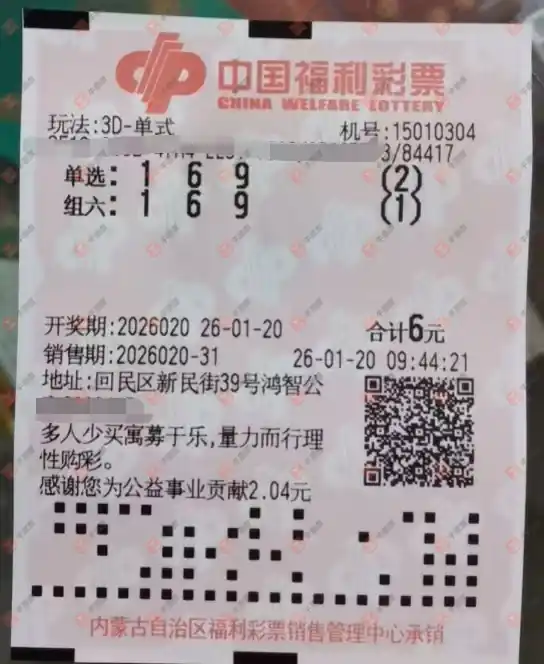 中国福利彩票
CHINA WELFARE LOTTERY
玩法:3D-单式 机号:15010304
3/84417
单选: 1 6 9 (2)
组六: 1 6 9 (1)
开奖期:2026020 26-01-20 合计6元
销售期:2026020-31 26-01-20 09:44:21
地址:回民区新民街39号鸿智公
多人少买寓募于乐,量力而行理
性购彩。
感谢您为公益事业贡献2.04元
内蒙古自治区福利彩票销售管理中心承销